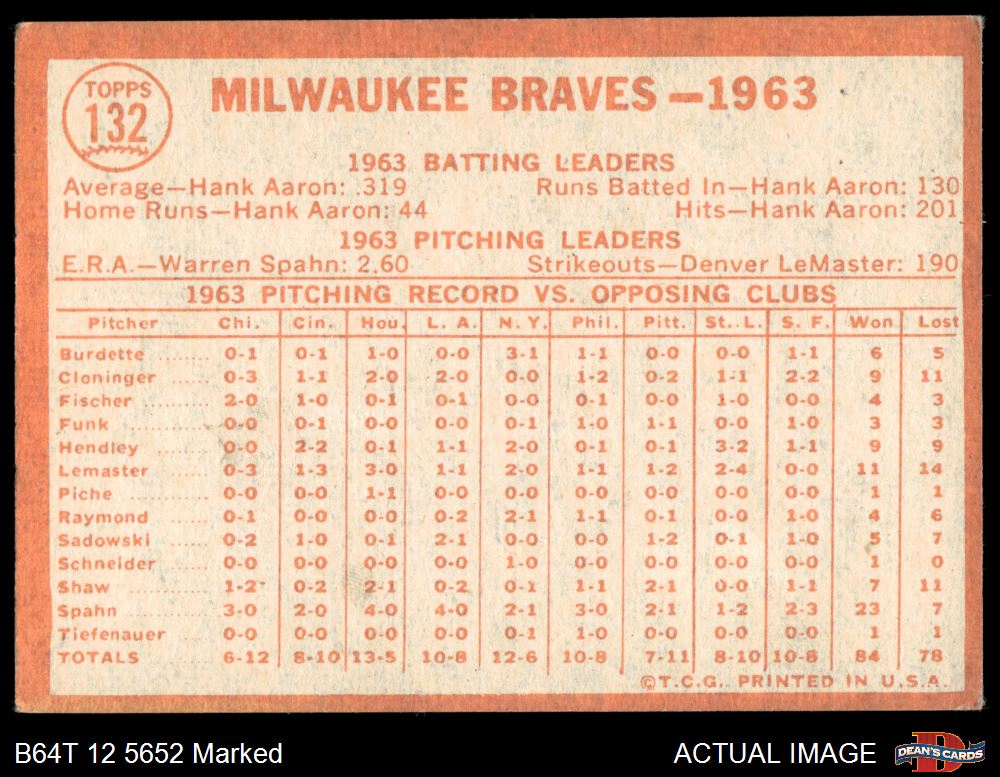 TOPPS
132
MILWAUKEE BRAVES — 1963
1963 BATTING LEADERS
Average—Hank Aaron: .319 Runs Batted In—Hank Aaron: 130
Home Runs—Hank Aaron: 44 Hits—Hank Aaron: 201
1963 PITCHING LEADERS
E.R.A.—Warren Spahn: 2.60 Strikeouts—Denver LeMaster: 190
1963 PITCHING RECORD VS. OPPOSING CLUBS
Pitcher Chi. Cin. Hou. L. A. N. Y. Phil. Pitt. St. L. S. F. Won Lost
Burdette ........ 0-1 0-1 1-0 0-0 3-1 1-1 0-0 0-0 1-1 6 5
Cloninger ...... 0-3 1-1 2-0 2-0 0-0 1-2 0-2 1-1 2-2 9 11
Fischer .......... 2-0 1-0 0-1 0-1 0-0 0-1 0-0 1-0 0-0 4 3
Funk ............. 0-0 0-1 0-0 0-0 0-1 1-0 1-1 0-0 1-0 3 3
Hendley ........ 0-0 2-2 0-1 1-1 2-0 0-1 0-1 3-2 1-1 9 9
Lemaster ...... 0-3 1-3 3-0 1-1 2-0 1-1 1-2 2-4 0-0 11 14
Piche ............ 0-0 0-0 1-1 0-0 0-0 0-0 0-0 0-0 0-0 1 1
Raymond ...... 0-1 0-0 0-0 0-2 2-1 1-1 0-1 0-0 1-0 4 6
Sadowski ...... 0-2 1-0 0-1 2-1 0-0 0-0 1-2 0-1 1-0 5 7
Schneider ...... 0-0 0-0 0-0 0-0 1-0 0-0 0-0 0-0 0-0 1 0
Shaw ............ 1-2 0-2 2-1 0-2 0-1 1-1 2-1 0-0 1-1 7 11
Spahn ........... 3-0 2-0 4-0 4-0 2-1 3-0 2-1 1-2 2-3 23 7
Tiefenauer .... 0-0 0-0 0-0 0-0 0-1 1-0 0-0 0-0 0-0 1 1
TOTALS 6-12 8-10 13-5 10-8 12-6 10-8 7-11 8-10 10-8 84 78
©T.C.G. PRINTED IN U.S.A.
B64T 12 5652 Marked ACTUAL IMAGE DEAN'S CARDS